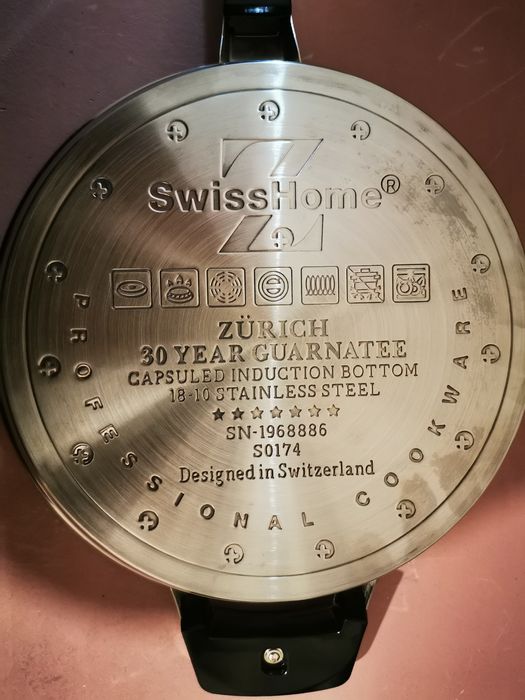 SwissHome®
ZÜRICH
30 YEAR GUARNATEE
CAPSULED INDUCTION BOTTOM
18-10 STAINLESS STEEL
SN-1968886
S0174
Designed in Switzerland
PROFESSIONAL COOKWARE